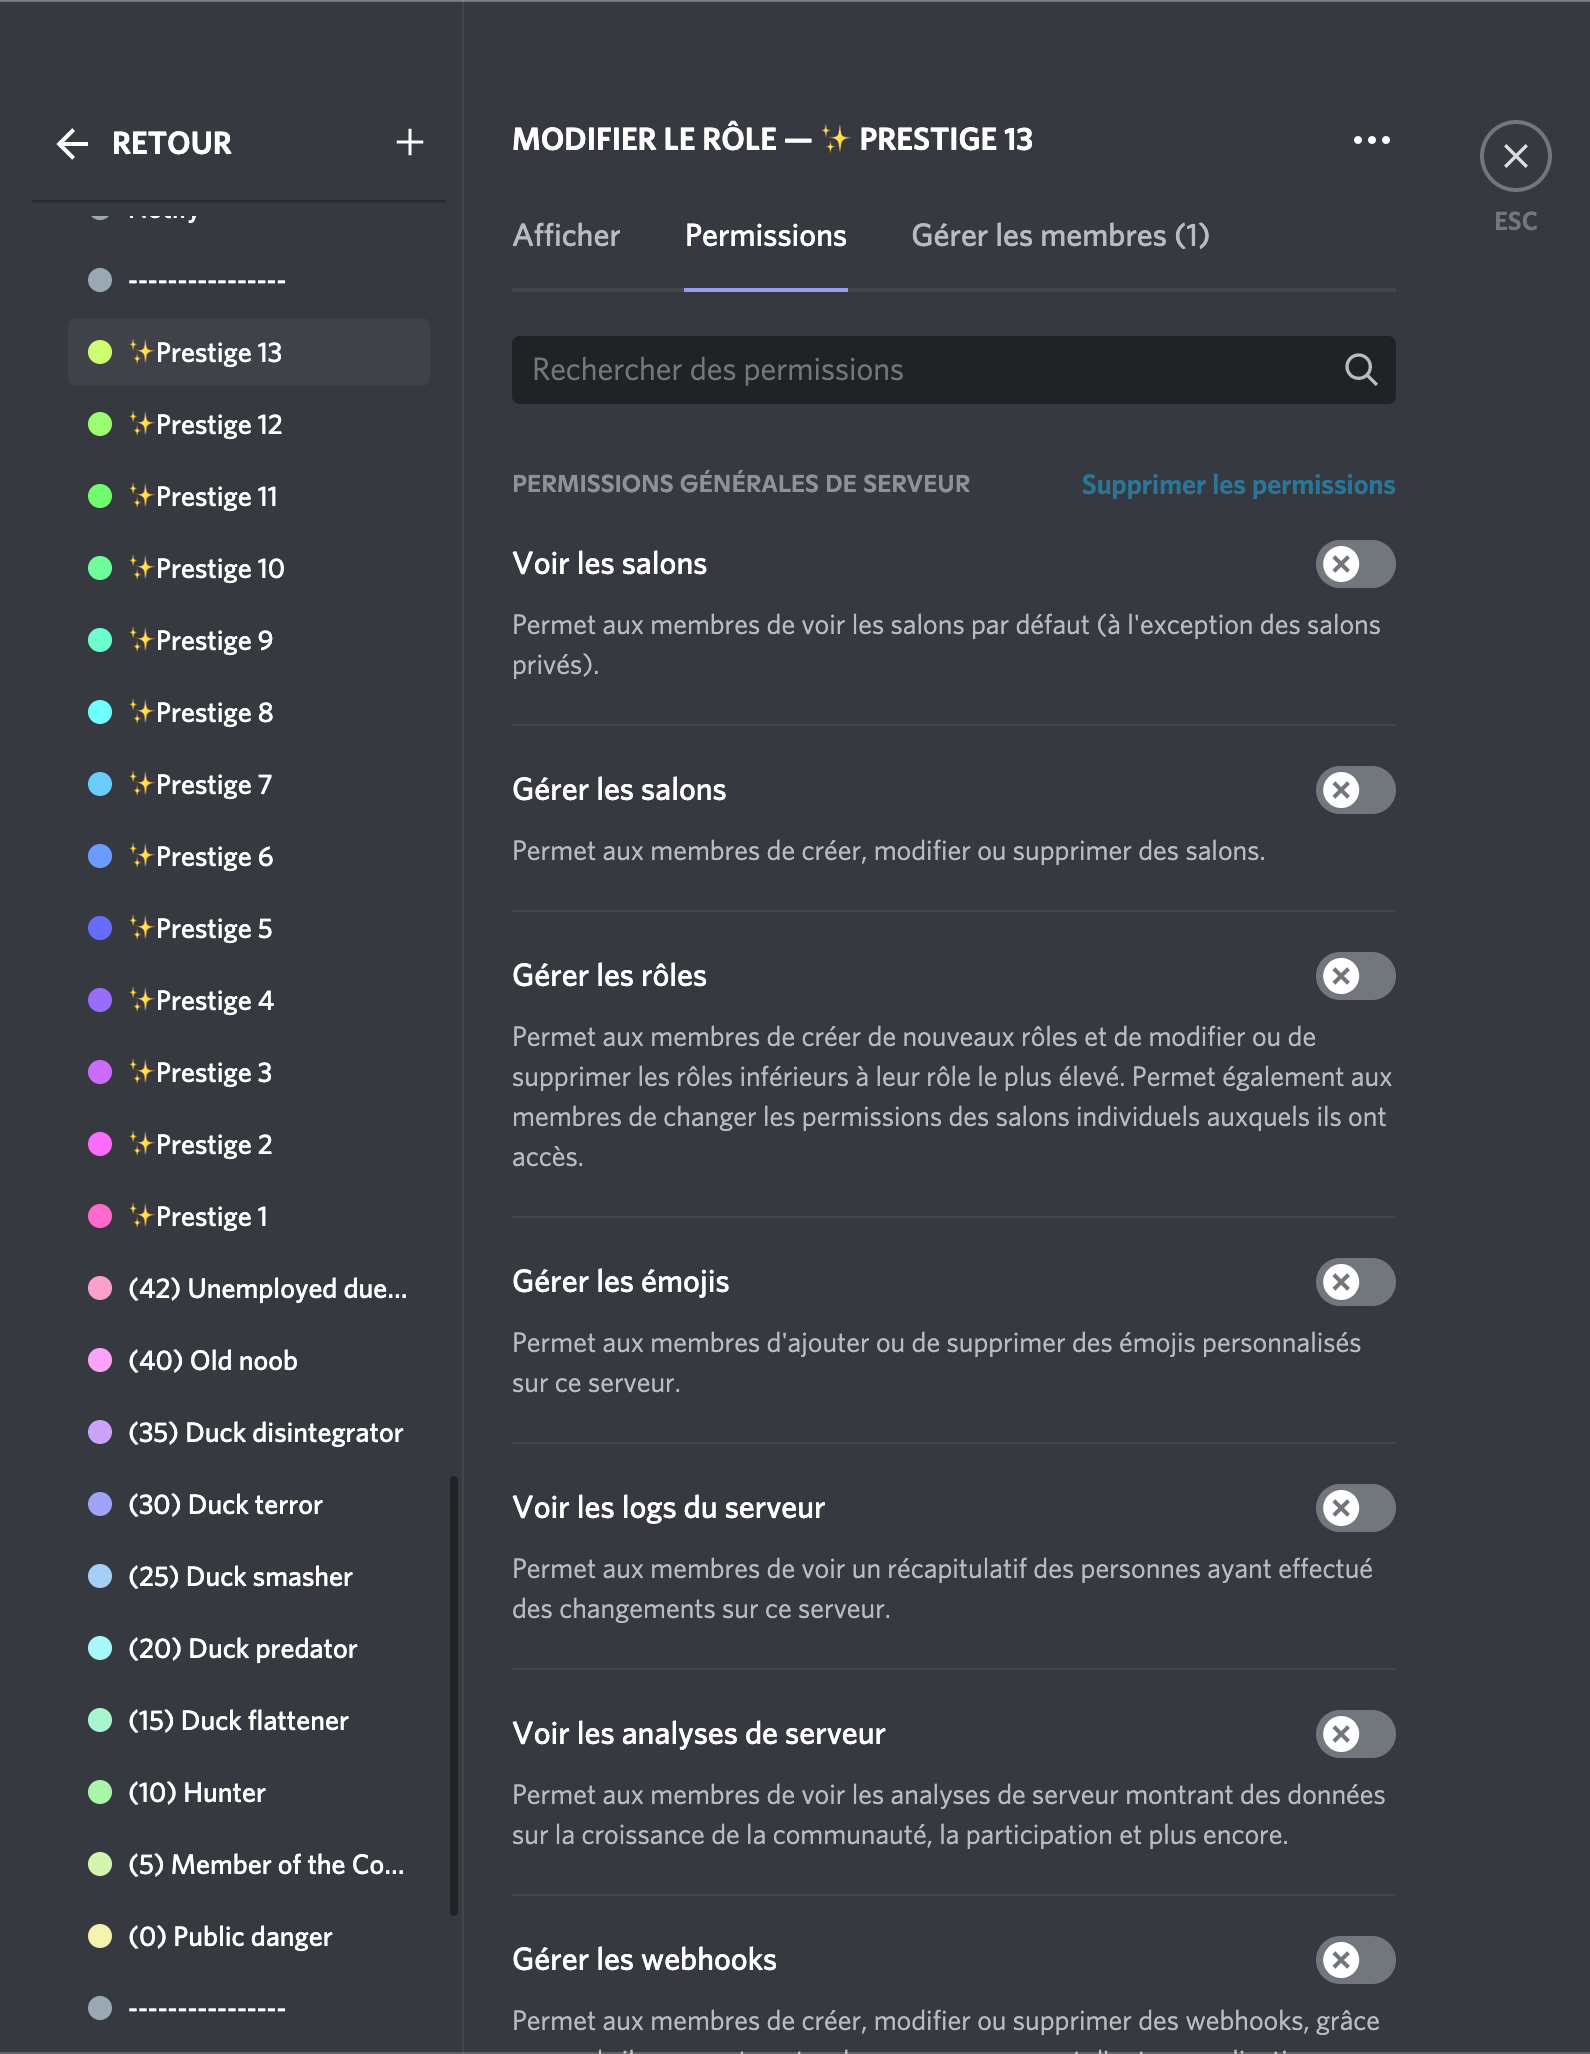 RETOUR
Notify
----------------
✨Prestige 13
✨Prestige 12
✨Prestige 11
✨Prestige 10
✨Prestige 9
✨Prestige 8
✨Prestige 7
✨Prestige 6
✨Prestige 5
✨Prestige 4
✨Prestige 3
✨Prestige 2
✨Prestige 1
(42) Unemployed due...
(40) Old noob
(35) Duck disintegrator
(30) Duck terror
(25) Duck smasher
(20) Duck predator
(15) Duck flattener
(10) Hunter
(5) Member of the Co...
(0) Public danger
----------------
MODIFIER LE RÔLE — ✨ PRESTIGE 13
ESC
Afficher Permissions Gérer les membres (1)
Rechercher des permissions
PERMISSIONS GÉNÉRALES DE SERVEUR Supprimer les permissions
Voir les salons
Permet aux membres de voir les salons par défaut (à l'exception des salons
privés).
Gérer les salons
Permet aux membres de créer, modifier ou supprimer des salons.
Gérer les rôles
Permet aux membres de créer de nouveaux rôles et de modifier ou de
supprimer les rôles inférieurs à leur rôle le plus élevé. Permet également aux
membres de changer les permissions des salons individuels auxquels ils ont
accès.
Gérer les émojis
Permet aux membres d'ajouter ou de supprimer des émojis personnalisés
sur ce serveur.
Voir les logs du serveur
Permet aux membres de voir un récapitulatif des personnes ayant effectué
des changements sur ce serveur.
Voir les analyses de serveur
Permet aux membres de voir les analyses de serveur montrant des données
sur la croissance de la communauté, la participation et plus encore.
Gérer les webhooks
Permet aux membres de créer, modifier ou supprimer des webhooks, grâce